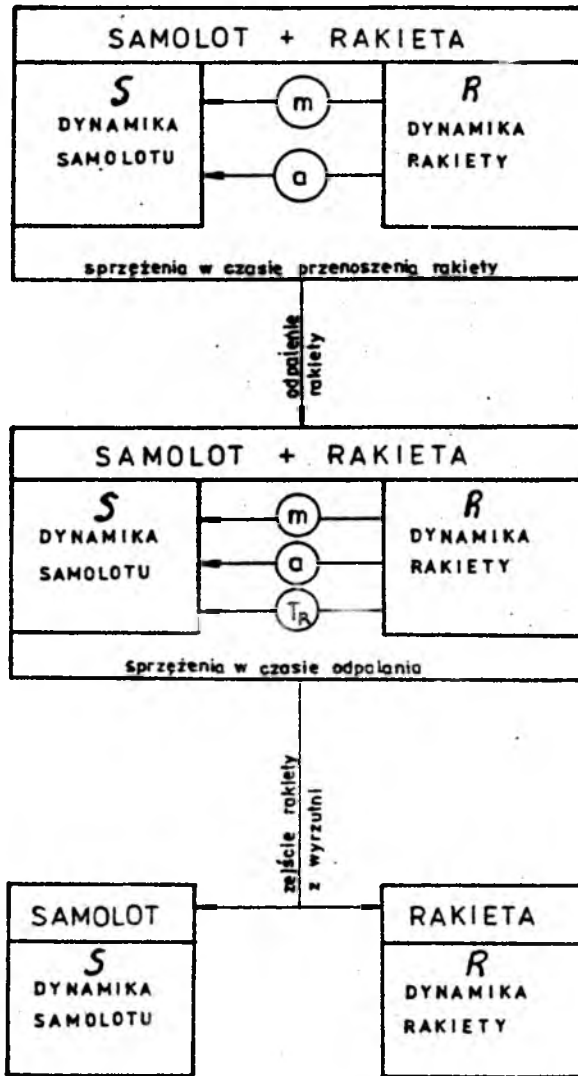 SAMOLOT + RAKIETA
S
DYNAMIKA
SAMOLOTU
m
a
R
DYNAMIKA
RAKIETY
sprzężenia w czasie przenoszenia rakiety
odpalenie
rakiety
SAMOLOT + RAKIETA
S
DYNAMIKA
SAMOLOTU
m
a
TR
R
DYNAMIKA
RAKIETY
sprzężenia w czasie odpalania
zejście rakiety
z wyrzutni
SAMOLOT
S
DYNAMIKA
SAMOLOTU
RAKIETA
R
DYNAMIKA
RAKIETY